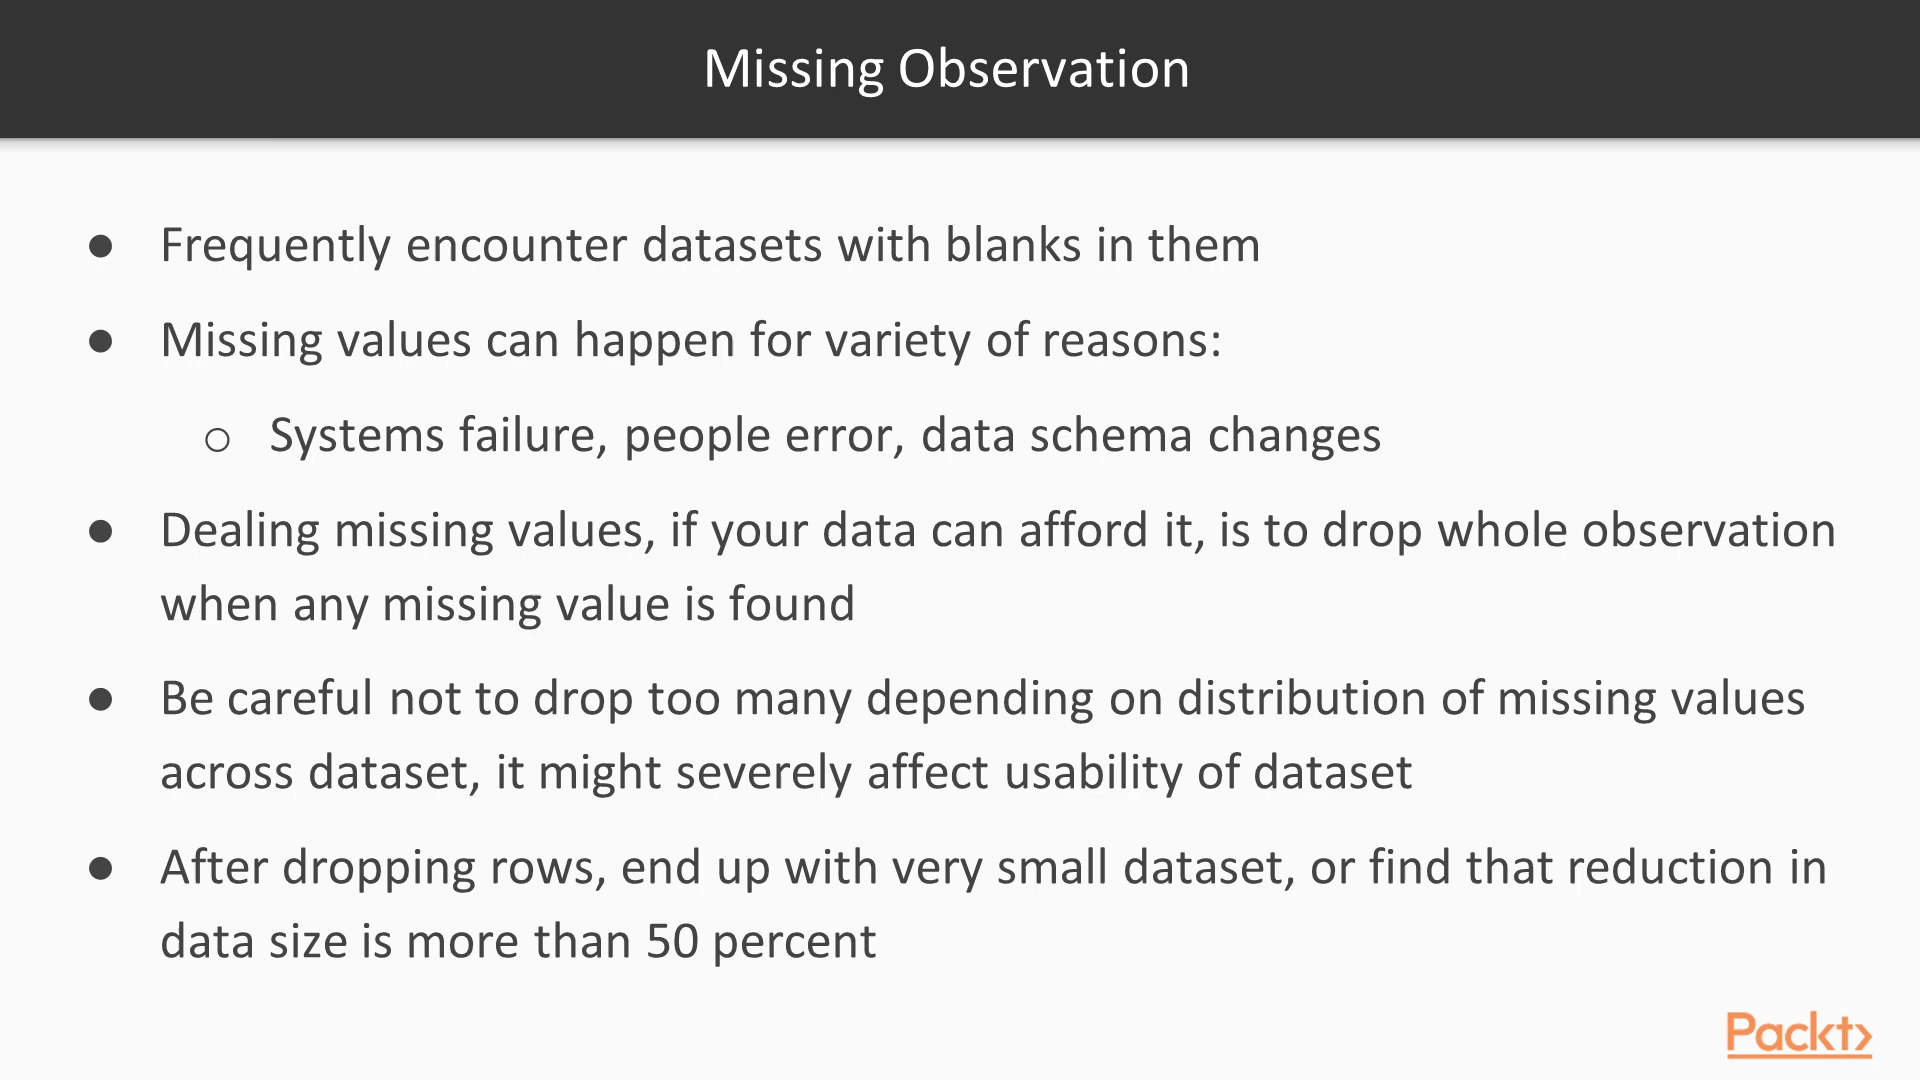 Missing Observation
● Frequently encounter datasets with blanks in them
● Missing values can happen for variety of reasons:
○ Systems failure, people error, data schema changes
● Dealing missing values, if your data can afford it, is to drop whole observation
when any missing value is found
● Be careful not to drop too many depending on distribution of missing values
across dataset, it might severely affect usability of dataset
● After dropping rows, end up with very small dataset, or find that reduction in
data size is more than 50 percent
Packt>